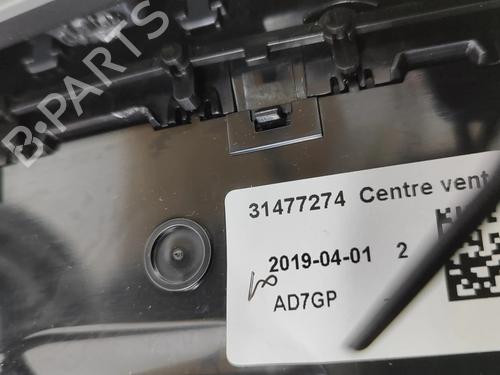 B-PARTS
31477274 Centre vent
2019-04-01 2
AD7GP